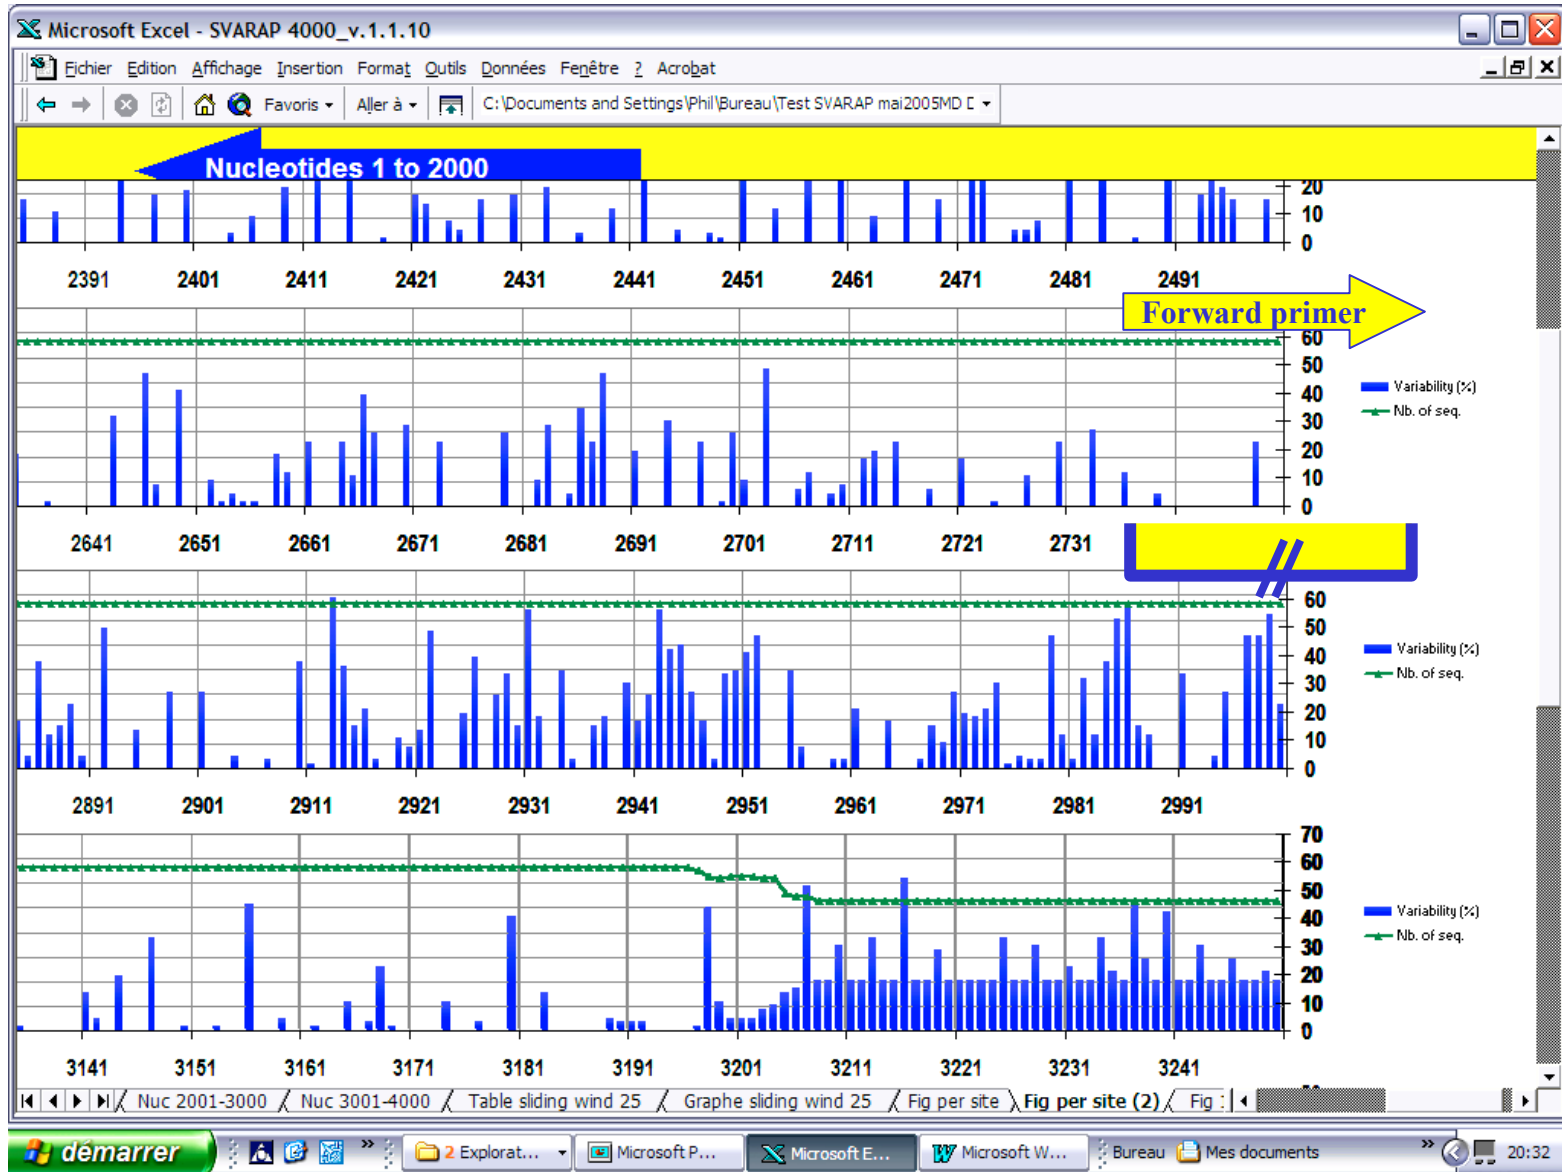 Microsoft Excel - SVARAP 4000_v.1.1.10
Fichier Edition Affichage Insertion Format Outils Données Fenêtre ? Acrobat
Favoris Aller à C:\Documents and Settings\Phil\Bureau\Test SVARAP mai2005MD D
Nucleotides 1 to 2000
20
10
0
2391 2401 2411 2421 2431 2441 2451 2461 2471 2481 2491
Forward primer
60
50
40
30
20
10
0
Variability (%)
Nb. of seq.
2641 2651 2661 2671 2681 2691 2701 2711 2721 2731
60
50
40
30
20
10
0
Variability (%)
Nb. of seq.
2891 2901 2911 2921 2931 2941 2951 2961 2971 2981 2991
70
60
50
40
30
20
10
0
Variability (%)
Nb. of seq.
3141 3151 3161 3171 3181 3191 3201 3211 3221 3231 3241
Nuc 2001-3000 Nuc 3001-4000 Table sliding wind 25 Graphe sliding wind 25 Fig per site Fig per site (2) Fig
démarrer 2 Explorat... Microsoft P... Microsoft E... Microsoft W... Bureau Mes documents 20:32